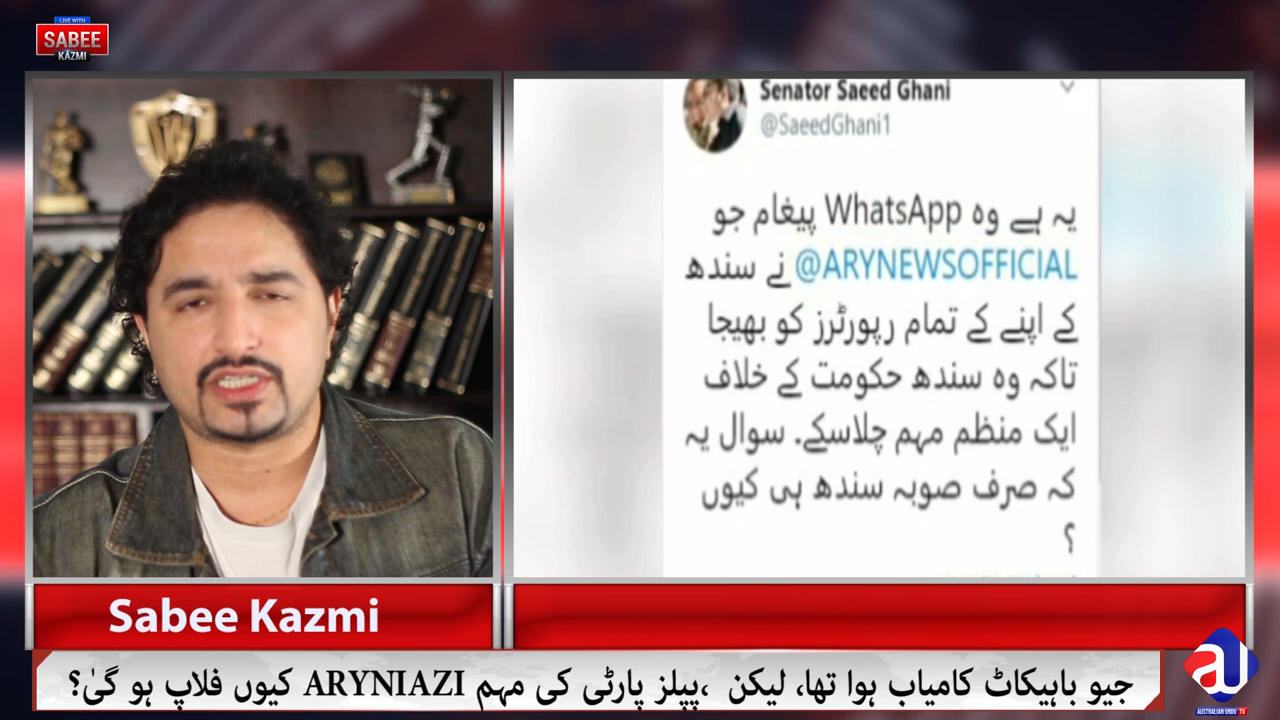 LIVE WITH
SABEE
KAZMI
Senator Saeed Ghani
@SaeedGhani1
یہ ہے وہ WhatsApp پیغام جو
@ARYNEWSOFFICIAL نے سندھ
کے اپنے کے تمام رپورٹرز کو بھیجا
تاکہ وہ سندھ حکومت کے خلاف
ایک منظم مہم چلاسکے. سوال یہ
کہ صرف صوبہ سندھ ہی کیوں
؟
Sabee Kazmi
جیو باہیکاٹ کامیاب ہوا تھا، لیکن ،پیپلز پارٹی کی مہم ARYNIAZI کیوں فلاپ ہو گیٰ؟
AUSTRALIAN URDU TV